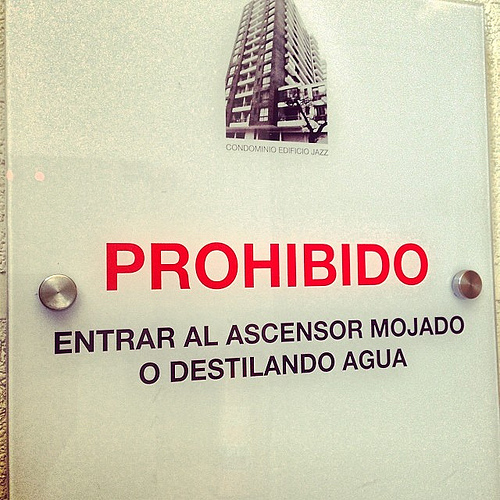 CONDOMINIO EDIFICIO JAZZ
PROHIBIDO
ENTRAR AL ASCENSOR MOJADO
O DESTILANDO AGUA